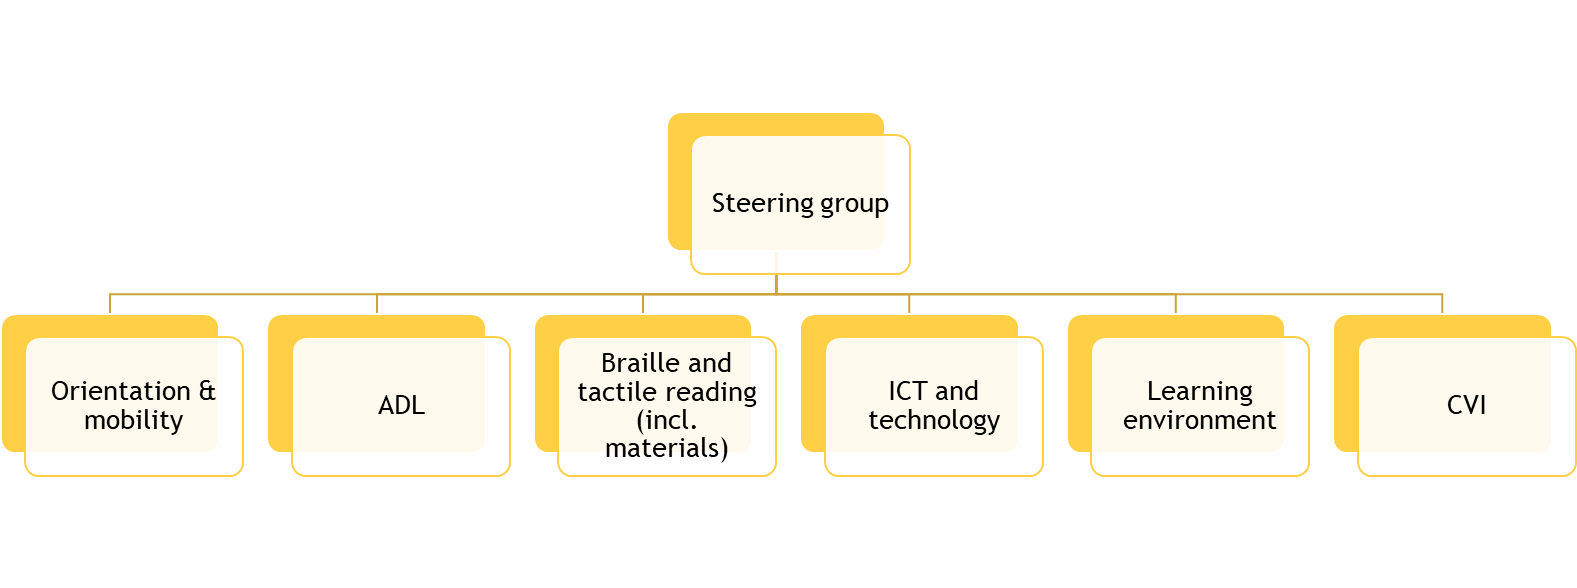 Steering group
Orientation &
mobility
ADL
Braille and
tactile reading
(incl.
materials)
ICT and
technology
Learning
environment
CVI